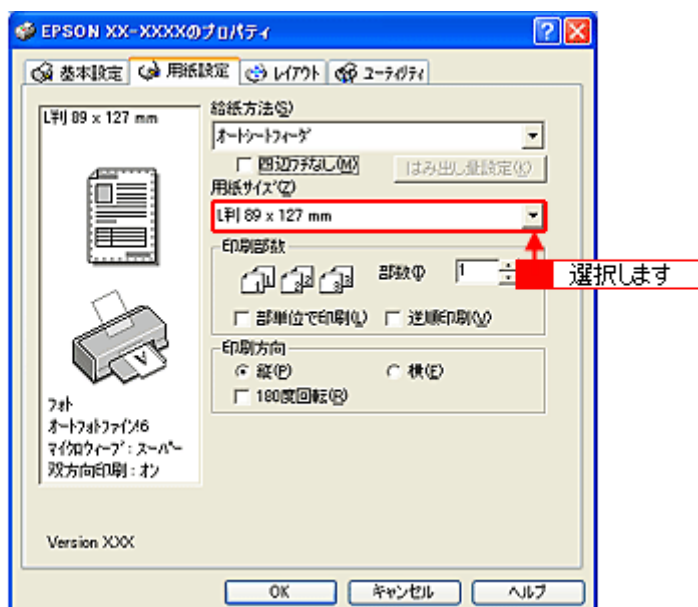 EPSON XX-XXXXのプロパティ
基本設定 用紙設定 レイアウト ユーティリティ
L判 89 x 127 mm
フォト
オートフォトファイン!6
マイクロウィーブ : スーパー
双方向印刷 : オン
Version XXX
給紙方法(S)
オートシートフィーダ
四辺フチなし(M) はみ出し量設定(K)
用紙サイズ(Z)
L判 89 x 127 mm
選択します
印刷部数
1 1 2 2 3 3 部数(I) 1
部単位で印刷(L) 逆順印刷(V)
印刷方向
縦(P) 横(E)
180度回転(R)
OK キャンセル ヘルプ